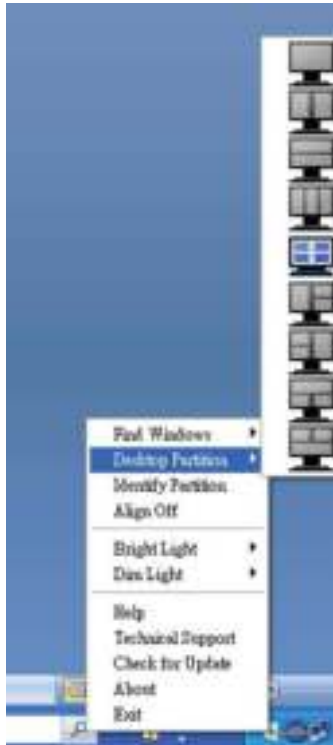 Find Windows
Desktop Partition
Identify Partition
Align Off
Bright Light
Dim Light
Help
Technical Support
Check for Update
About
Exit